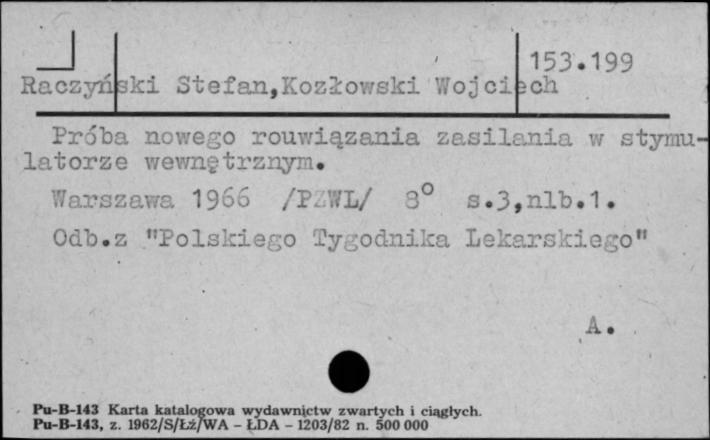 153.199
Raczyński Stefan,Kozłowski Wojciech
Próba nowego rouwiązania zasilania w stymu-
latorze wewnętrznym.
Warszawa 1966 /PZWL/ 8° s.3,nlb.1.
Odb.z "Polskiego Tygodnika Lekarskiego"
A.
Pu-B-143 Karta katalogowa wydawnictw zwartych i ciągłych.
Pu-B-143, z. 1962/S/Łż/WA - ŁDA - 1203/82 n. 500 000